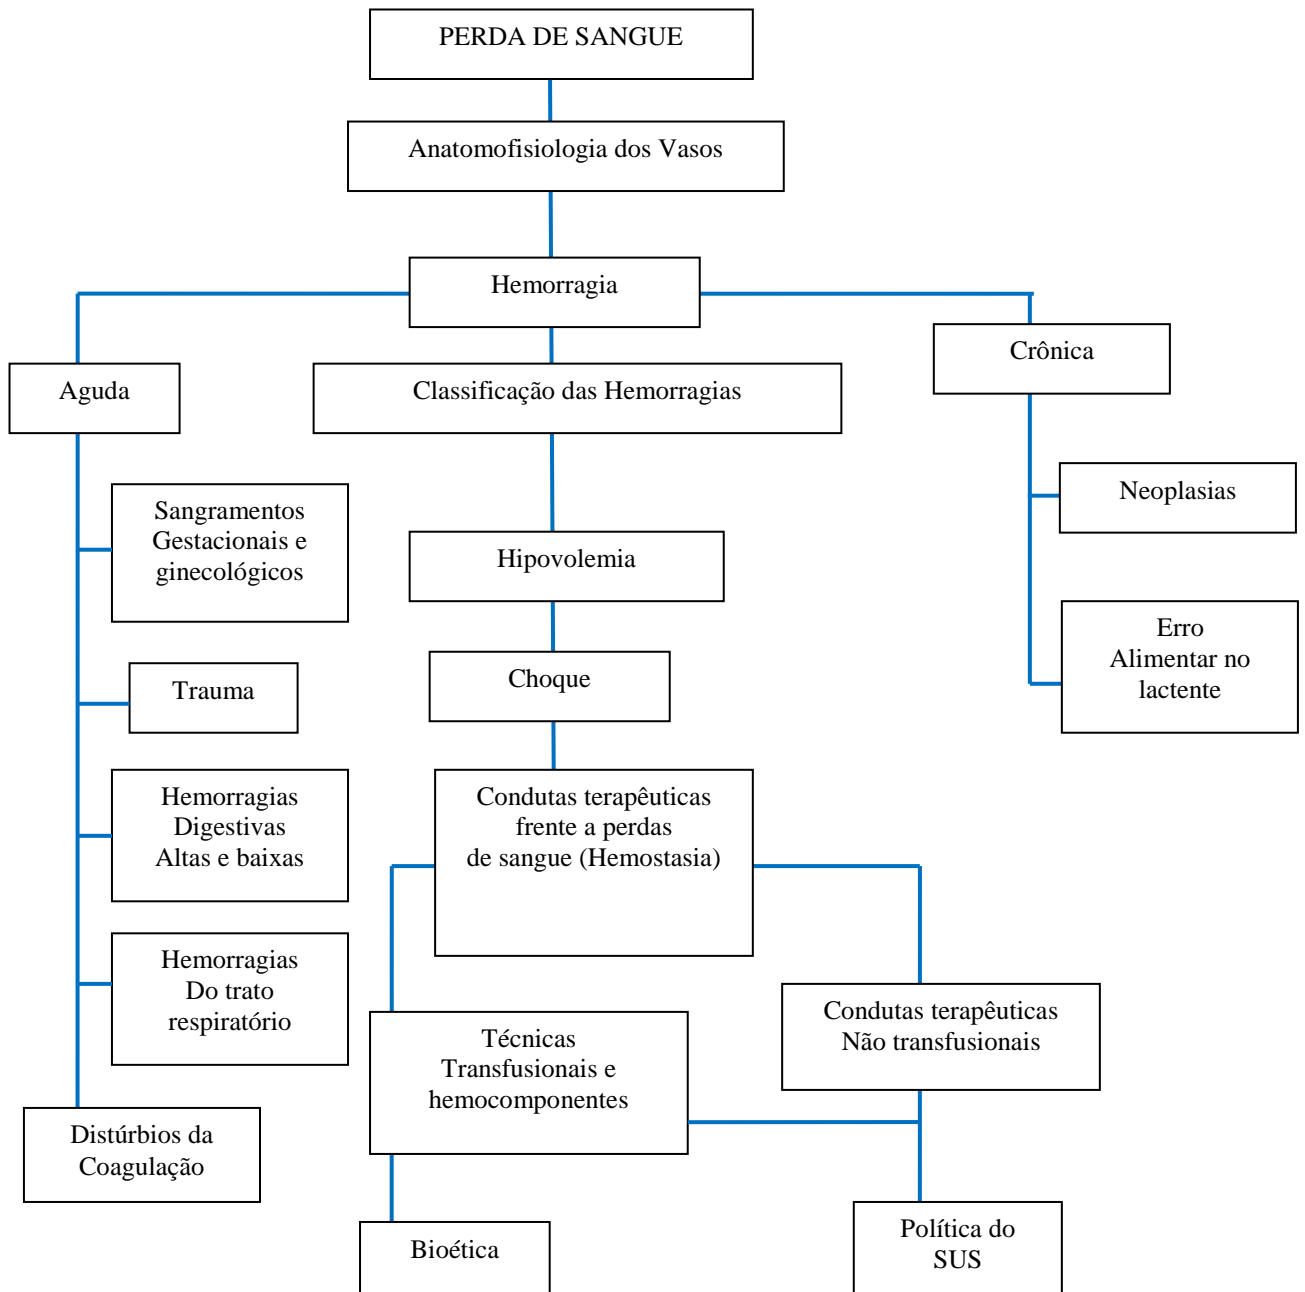 PERDA DE SANGUE
Anatomofisiologia dos Vasos
Hemorragia
Crônica
Aguda
Classificação das Hemorragias
Neoplasias
Sangramentos
Gestacionais e
ginecológicos
Hipovolemia
Erro
Alimentar no
lactente
Choque
Trauma
Hemorragias
Digestivas
Altas e baixas
Condutas terapêuticas
frente a perdas
de sangue (Hemostasia)
Hemorragias
Do trato
respiratório
Condutas terapêuticas
Não transfusionais
Técnicas
Transfusionais e
hemocomponentes
Distúrbios da
Coagulação
Bioética
Política do
SUS